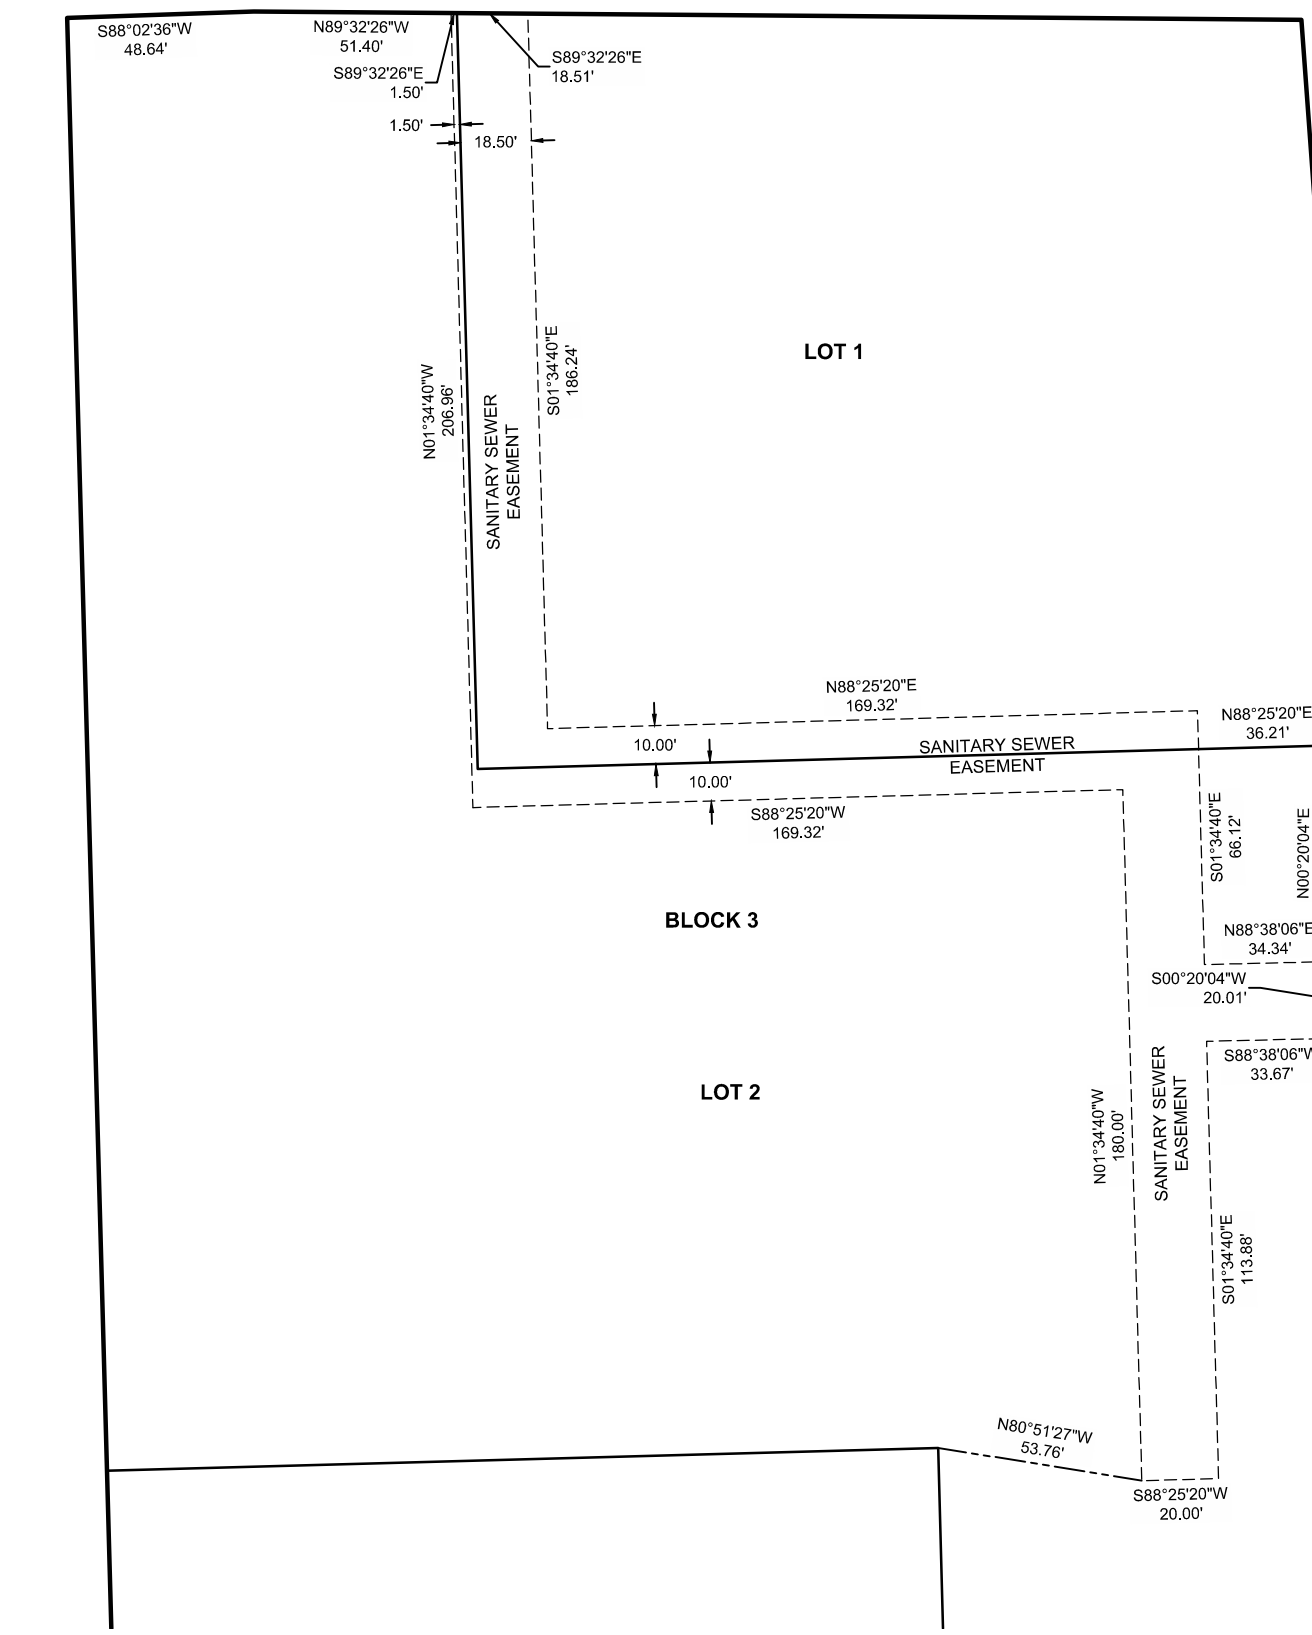 S88°02'36"W
48.64'
N89°32'26"W
51.40'
S89°32'26"E
1.50'
S89°32'26"E
18.51'
1.50'
18.50'
LOT 1
N01°34'40"W
206.96'
SANITARY SEWER
EASEMENT
S01°34'40"E
186.24'
N88°25'20"E
169.32'
N88°25'20"E
36.21'
10.00'
SANITARY SEWER
EASEMENT
10.00'
S88°25'20"W
169.32'
S01°34'40"E
66.12'
N00°20'04"E
BLOCK 3
N88°38'06"E
34.34'
S00°20'04"W
20.01'
S88°38'06"W
33.67'
LOT 2
N01°34'40"W
180.00'
SANITARY SEWER
EASEMENT
S01°34'40"E
113.88'
N80°51'27"W
53.76'
S88°25'20"W
20.00'